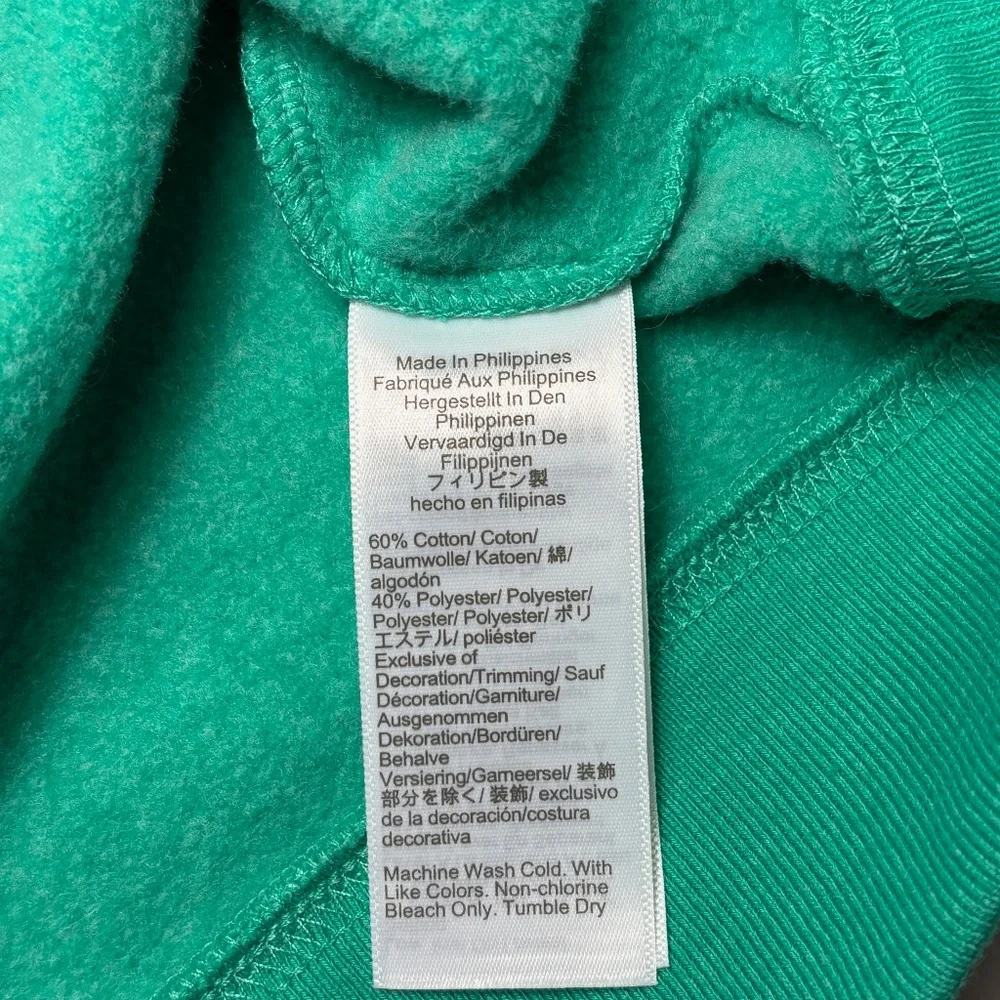 Made In Philippines
Fabriqué Aux Philippines
Hergestellt In Den
Philippinen
Vervaardigd In De
Filippijnen
フィリピン製
hecho en filipinas
60% Cotton/ Coton/
Baumwolle/ Katoen/ 綿/
algodón
40% Polyester/ Polyester/
Polyester/ Polyester/ ポリ
エステル/ poliéster
Exclusive of
Decoration/Trimming/ Sauf
Décoration/Garniture/
Ausgenommen
Dekoration/Bordüren/
Behalve
Versiering/Garneersel/ 装飾
部分を除く/ 装飾/ exclusivo
de la decoración/costura
decorativa
Machine Wash Cold. With
Like Colors. Non-chlorine
Bleach Only. Tumble Dry